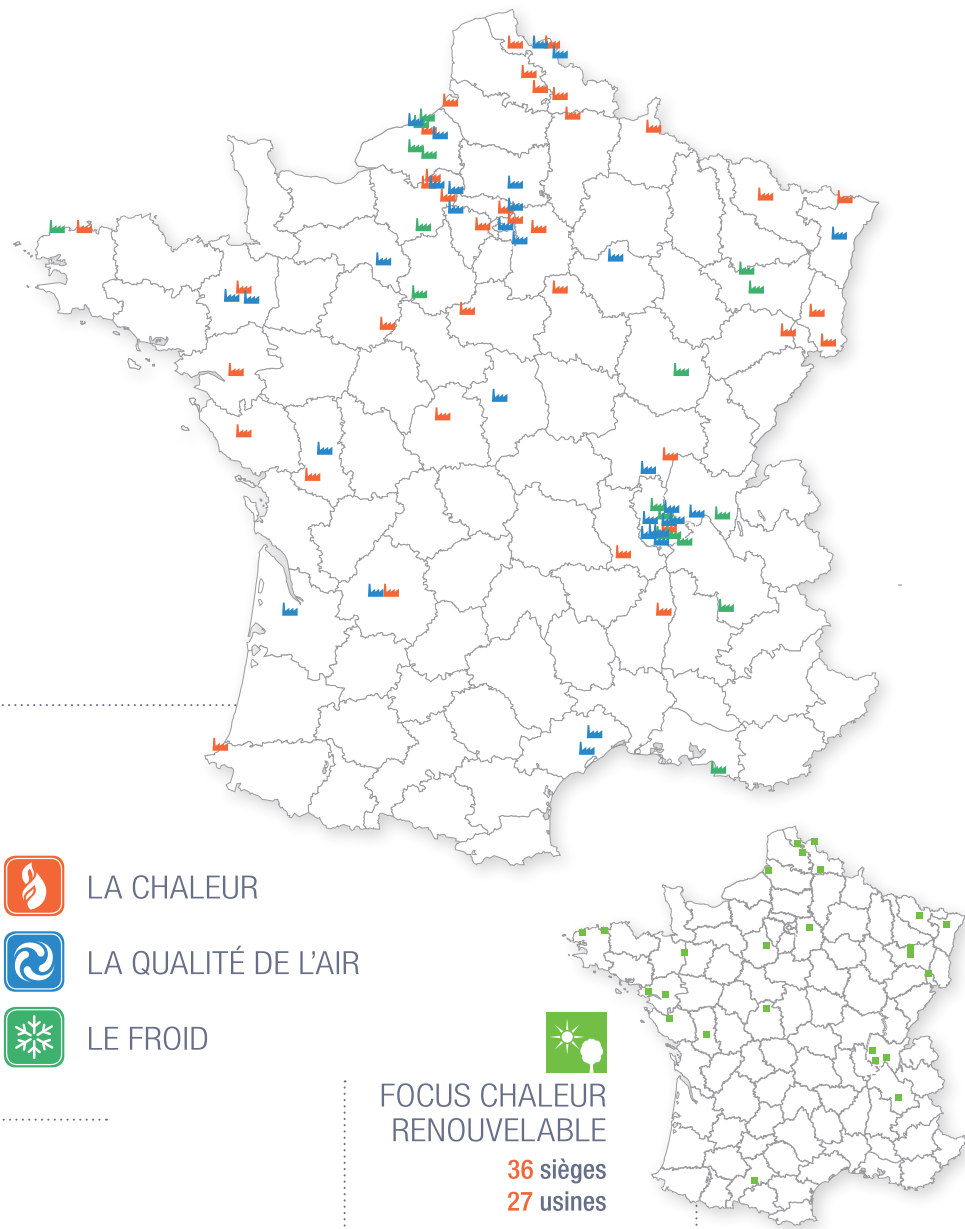 LA CHALEUR
LA QUALITÉ DE L'AIR
LE FROID
FOCUS CHALEUR
RENOUVELABLE
36 sièges
27 usines